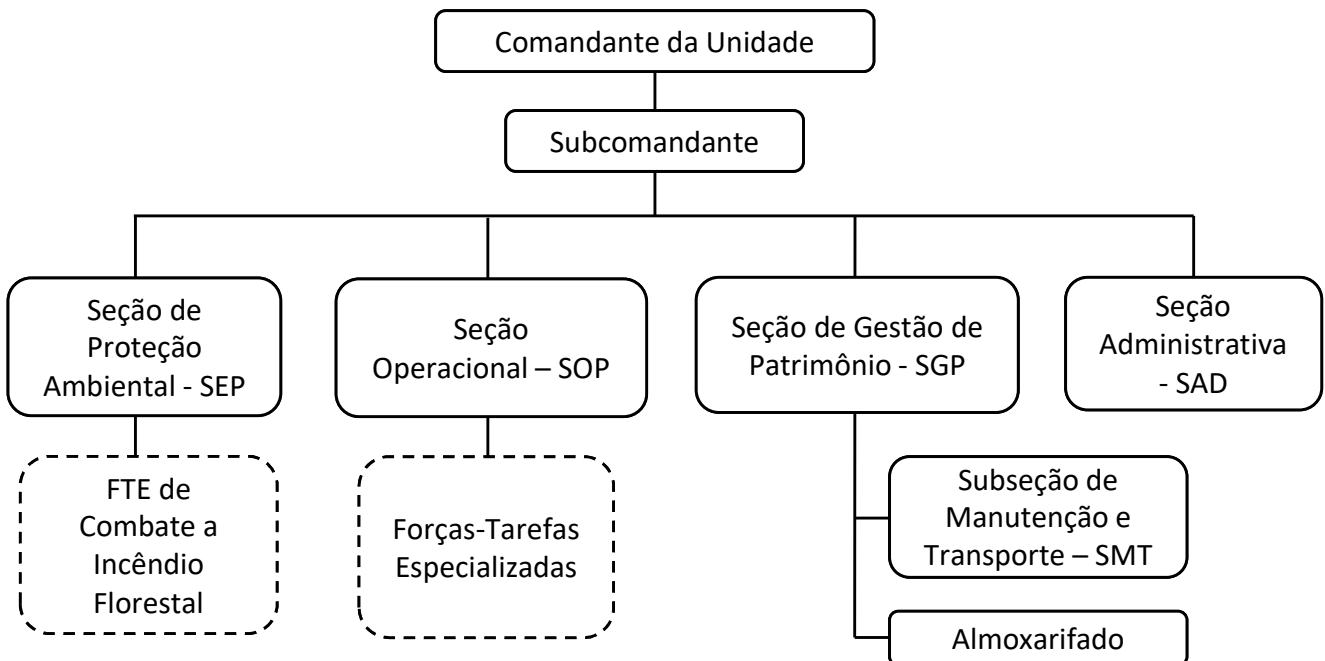 Comandante da Unidade
Subcomandante
Seção de
Proteção
Ambiental - SEP
Seção
Operacional – SOP
Seção de Gestão de
Patrimônio - SGP
Seção
Administrativa
- SAD
FTE de
Combate a
Incêndio
Florestal
Forças-Tarefas
Especializadas
Subseção de
Manutenção e
Transporte – SMT
Almoxarifado